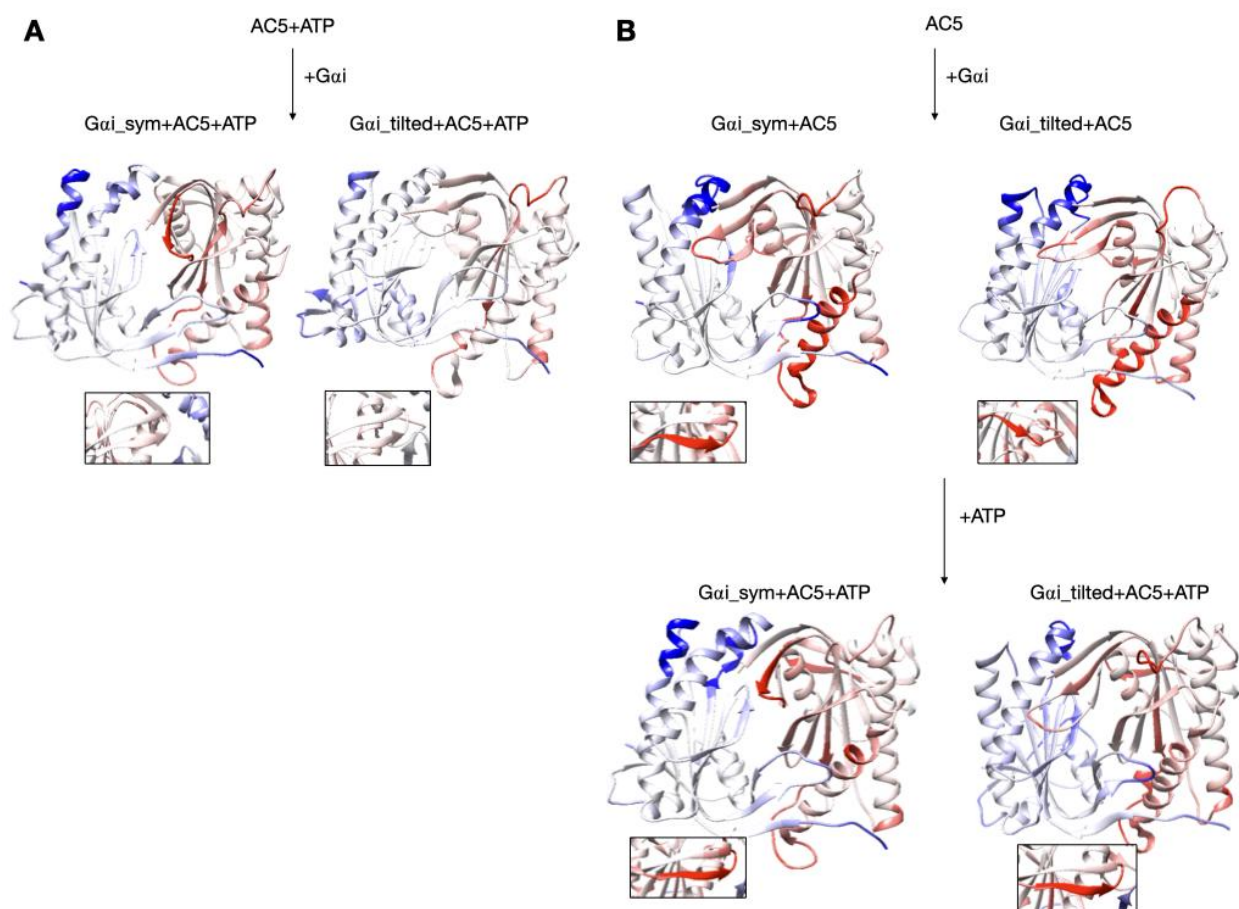 A
AC5+ATP
+Gαi
Gαi_sym+AC5+ATP
Gαi_tilted+AC5+ATP
B
AC5
+Gαi
Gαi_sym+AC5
Gαi_tilted+AC5
+ATP
Gαi_sym+AC5+ATP
Gαi_tilted+AC5+ATP